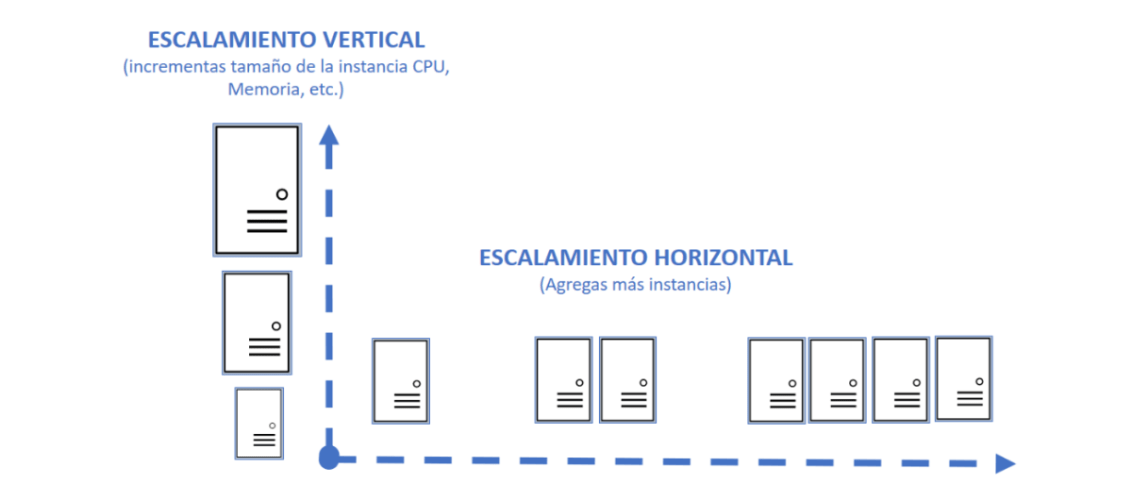 ESCALAMIENTO VERTICAL
(incrementas tamaño de la instancia CPU,
Memoria, etc.)
ESCALAMIENTO HORIZONTAL
(Agregas más instancias)